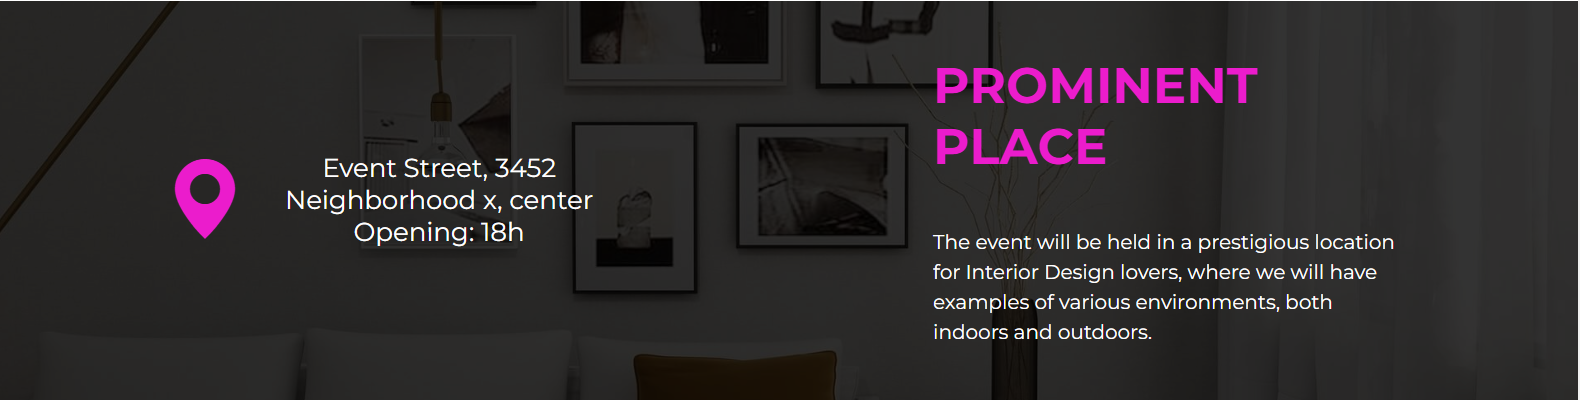 Event Street, 3452
Neighborhood x, center
Opening: 18h
PROMINENT
PLACE
The event will be held in a prestigious location
for Interior Design lovers, where we will have
examples of various environments, both
indoors and outdoors.